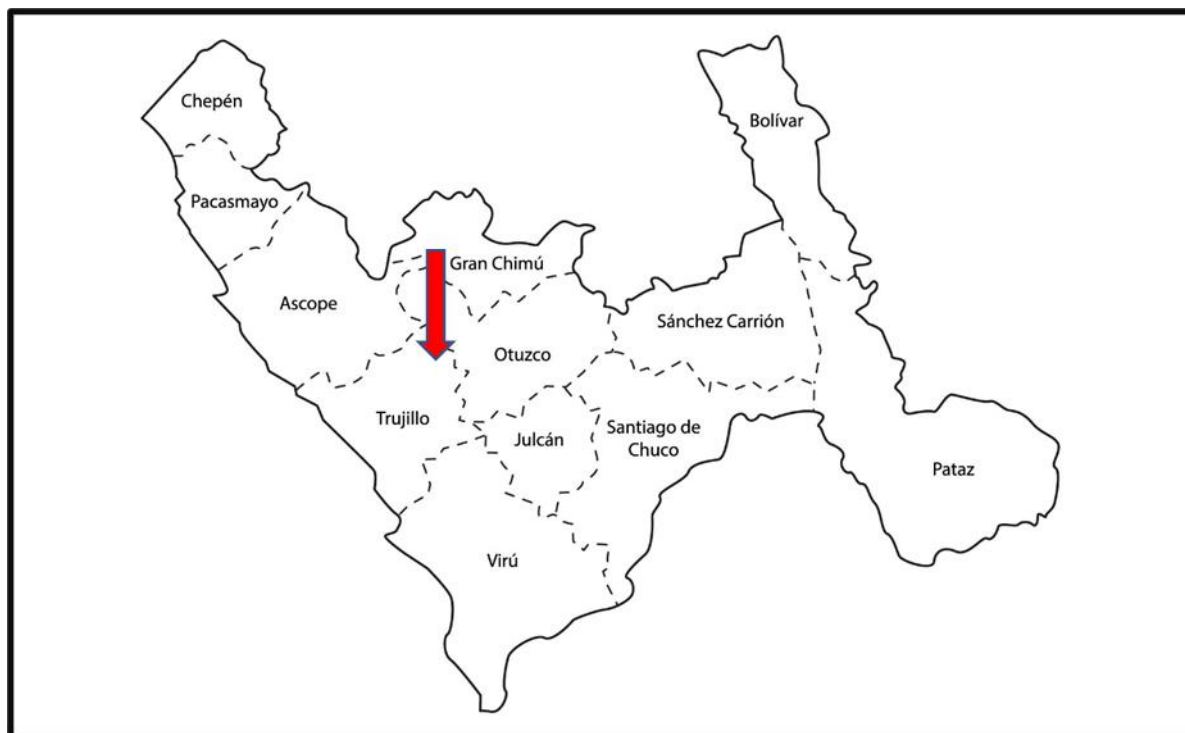 Chepén
Bolívar
Pacasmayo
Gran Chimú
Ascope
Sánchez Carrión
Otuzco
Trujillo
Julcán
Santiago de
Chuco
Pataz
Virú